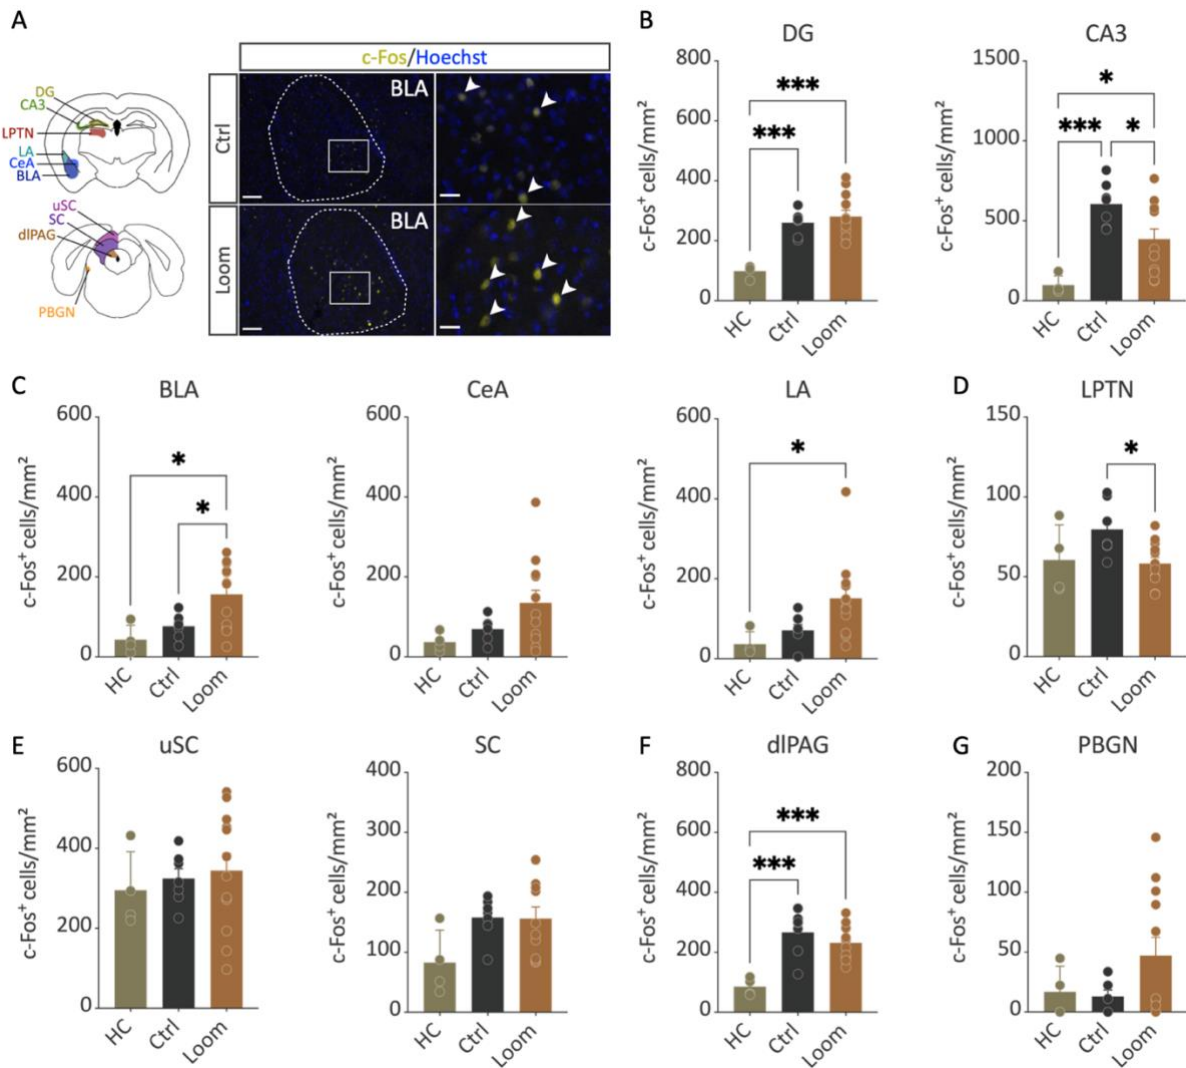 A
c-Fos/Hoechst
DG
CA3
LPTN
LA
CeA
BLA
uSC
SC
dlPAG
PBGN
Ctrl
BLA
Loom
BLA
B
DG
c-Fos+ cells/mm²
800
600
400
200
0
***
***
HC
Ctrl
Loom
CA3
c-Fos+ cells/mm²
1500
1000
500
0
*
***
*
HC
Ctrl
Loom
C
BLA
c-Fos+ cells/mm²
600
400
200
0
*
*
HC
Ctrl
Loom
CeA
c-Fos+ cells/mm²
600
400
200
0
HC
Ctrl
Loom
LA
c-Fos+ cells/mm²
600
400
200
0
*
HC
Ctrl
Loom
D
LPTN
c-Fos+ cells/mm²
150
100
50
0
*
HC
Ctrl
Loom
E
uSC
c-Fos+ cells/mm²
600
400
200
0
HC
Ctrl
Loom
SC
c-Fos+ cells/mm²
400
300
200
100
0
HC
Ctrl
Loom
F
dlPAG
c-Fos+ cells/mm²
800
600
400
200
0
***
***
HC
Ctrl
Loom
G
PBGN
c-Fos+ cells/mm²
200
150
100
50
0
HC
Ctrl
Loom